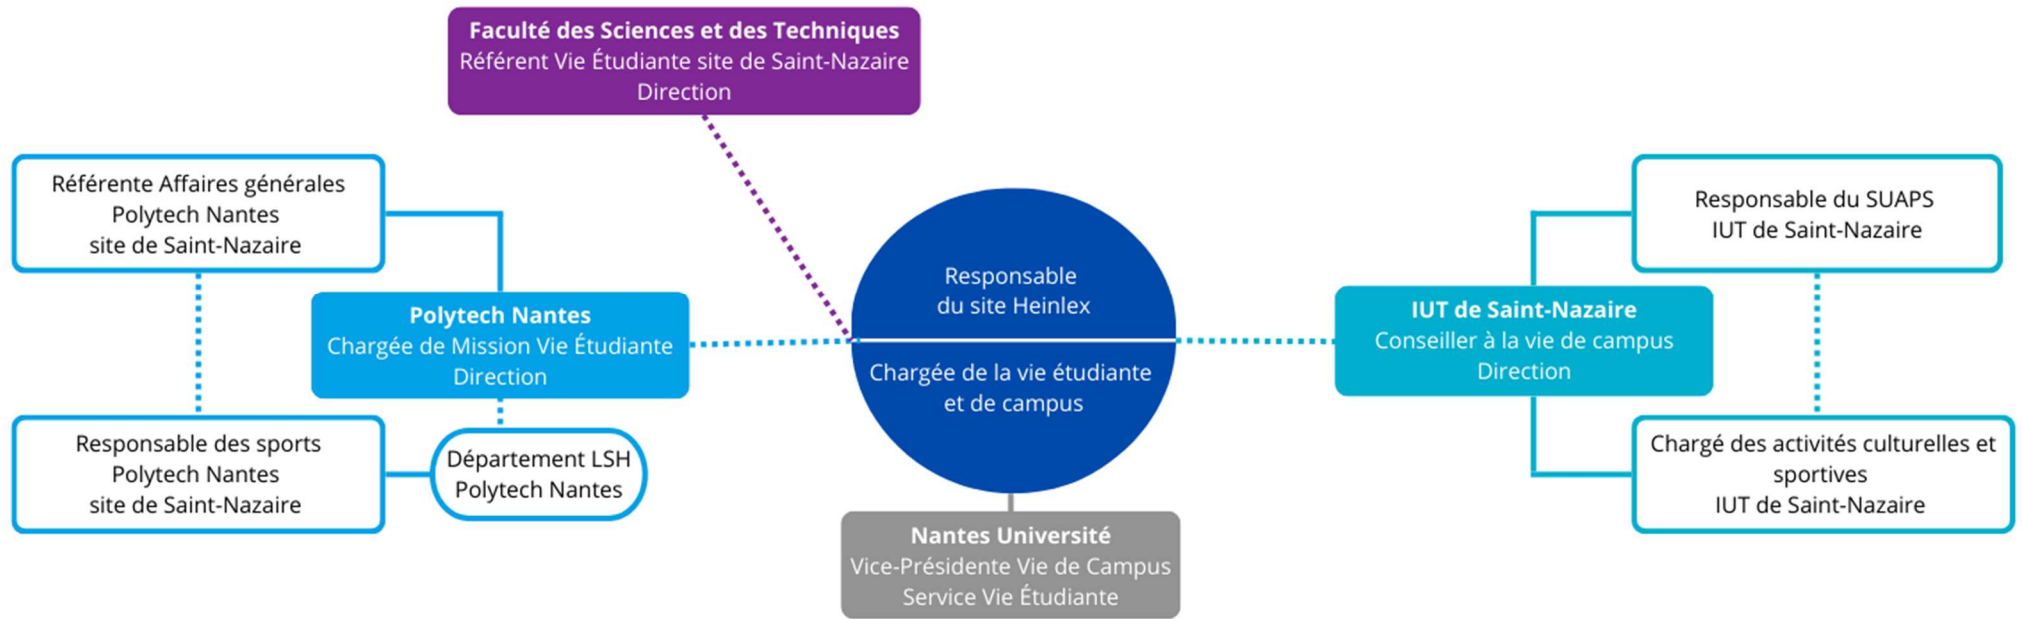 Faculté des Sciences et des Techniques
Référent Vie Étudiante site de Saint-Nazaire
Direction
Référente Affaires générales
Polytech Nantes
site de Saint-Nazaire
Polytech Nantes
Chargée de Mission Vie Étudiante
Direction
Responsable des sports
Polytech Nantes
site de Saint-Nazaire
Département LSH
Polytech Nantes
Responsable
du site Heinlex
Chargée de la vie étudiante
et de campus
Nantes Université
Vice-Présidente Vie de Campus
Service Vie Étudiante
Responsable du SUAPS
IUT de Saint-Nazaire
IUT de Saint-Nazaire
Conseiller à la vie de campus
Direction
Chargé des activités culturelles et
sportives
IUT de Saint-Nazaire